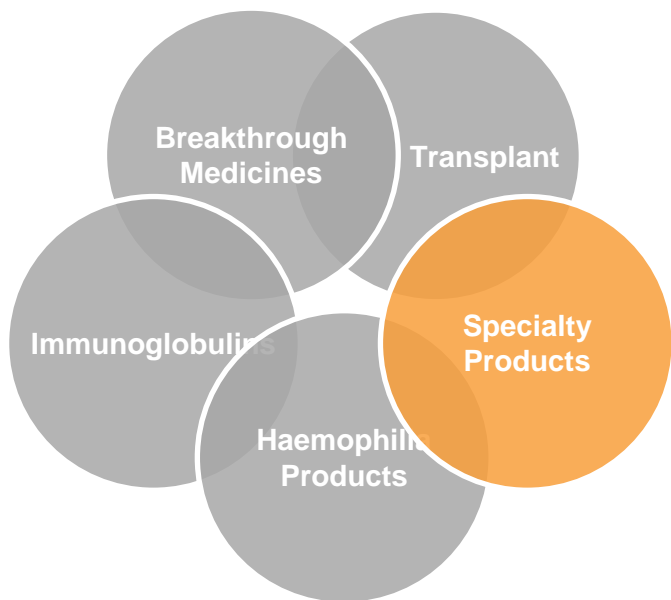 Breakthrough
Medicines
Transplant
Immunoglobulins
Specialty
Products
Haemophilia
Products